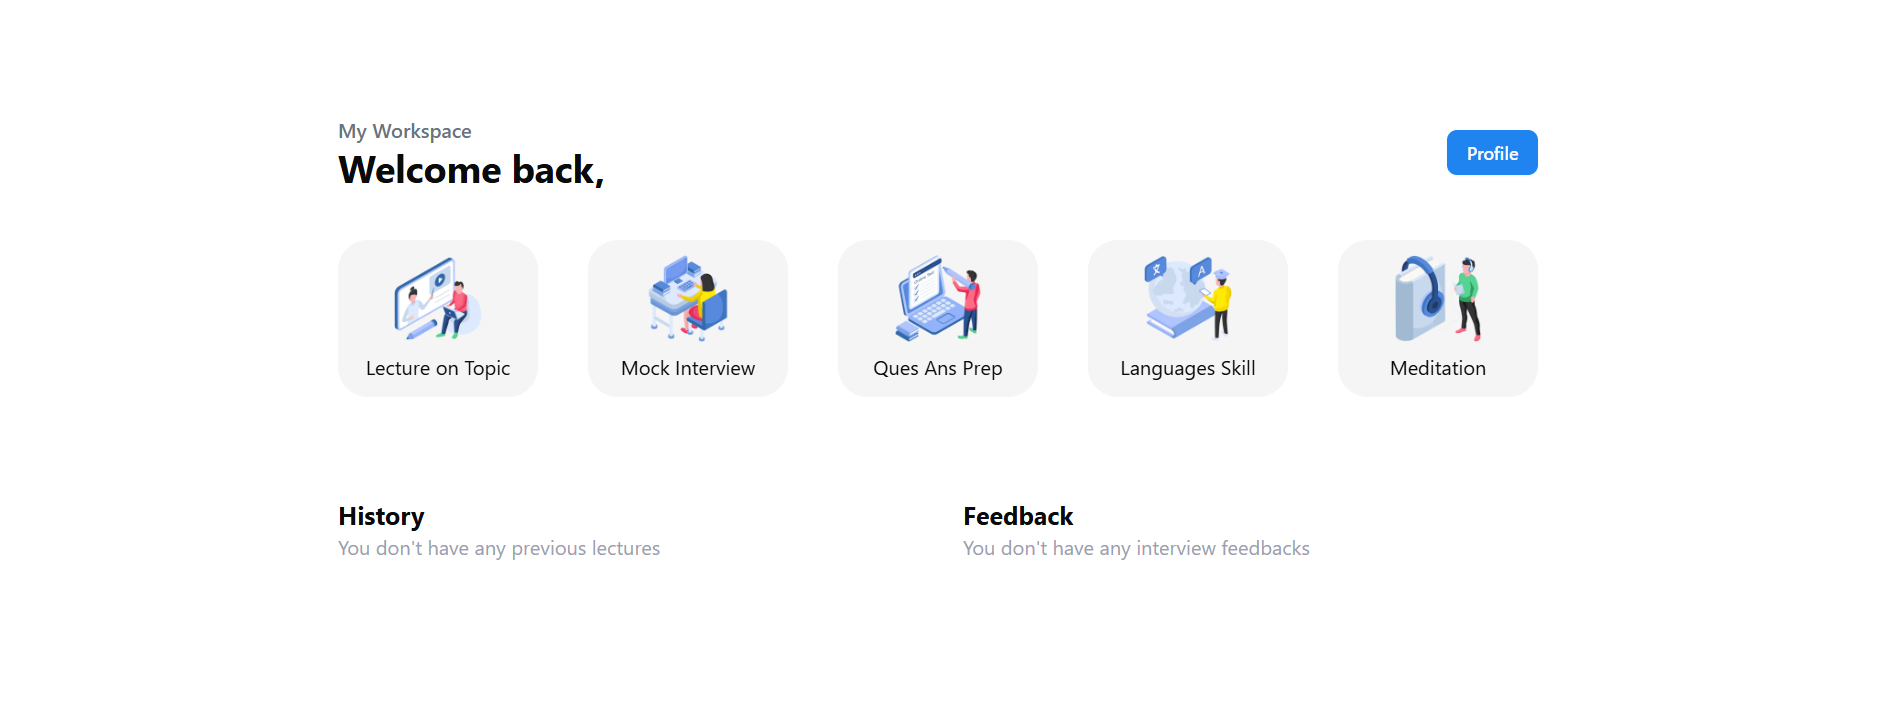 My Workspace
Welcome back,
Profile
Lecture on Topic
Mock Interview
Ques Ans Prep
Languages Skill
Meditation
History
You don't have any previous lectures
Feedback
You don't have any interview feedbacks